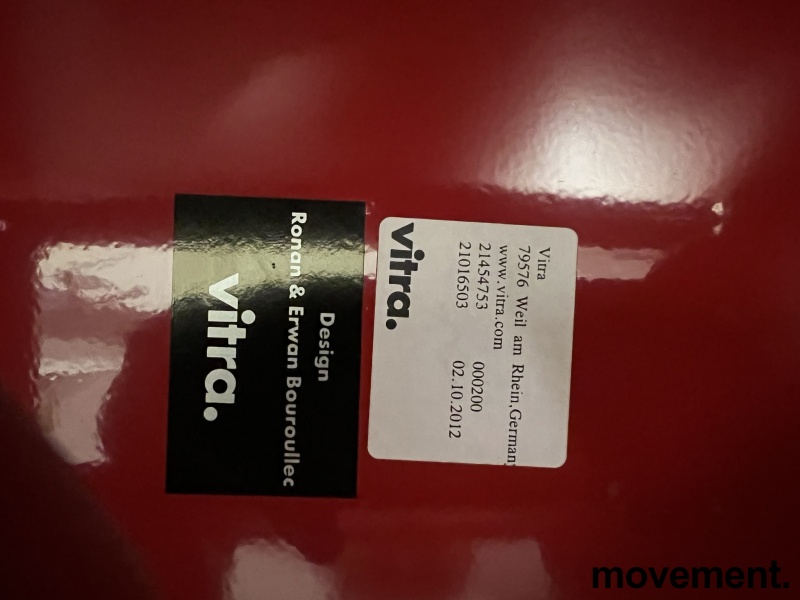 Design
Ronan & Erwan Bouroullec
vitra.
Vitra
79576 Weil am Rhein,Germany
www.vitra.com
21454753 000200
21016503 02.10.2012
vitra.
movement.